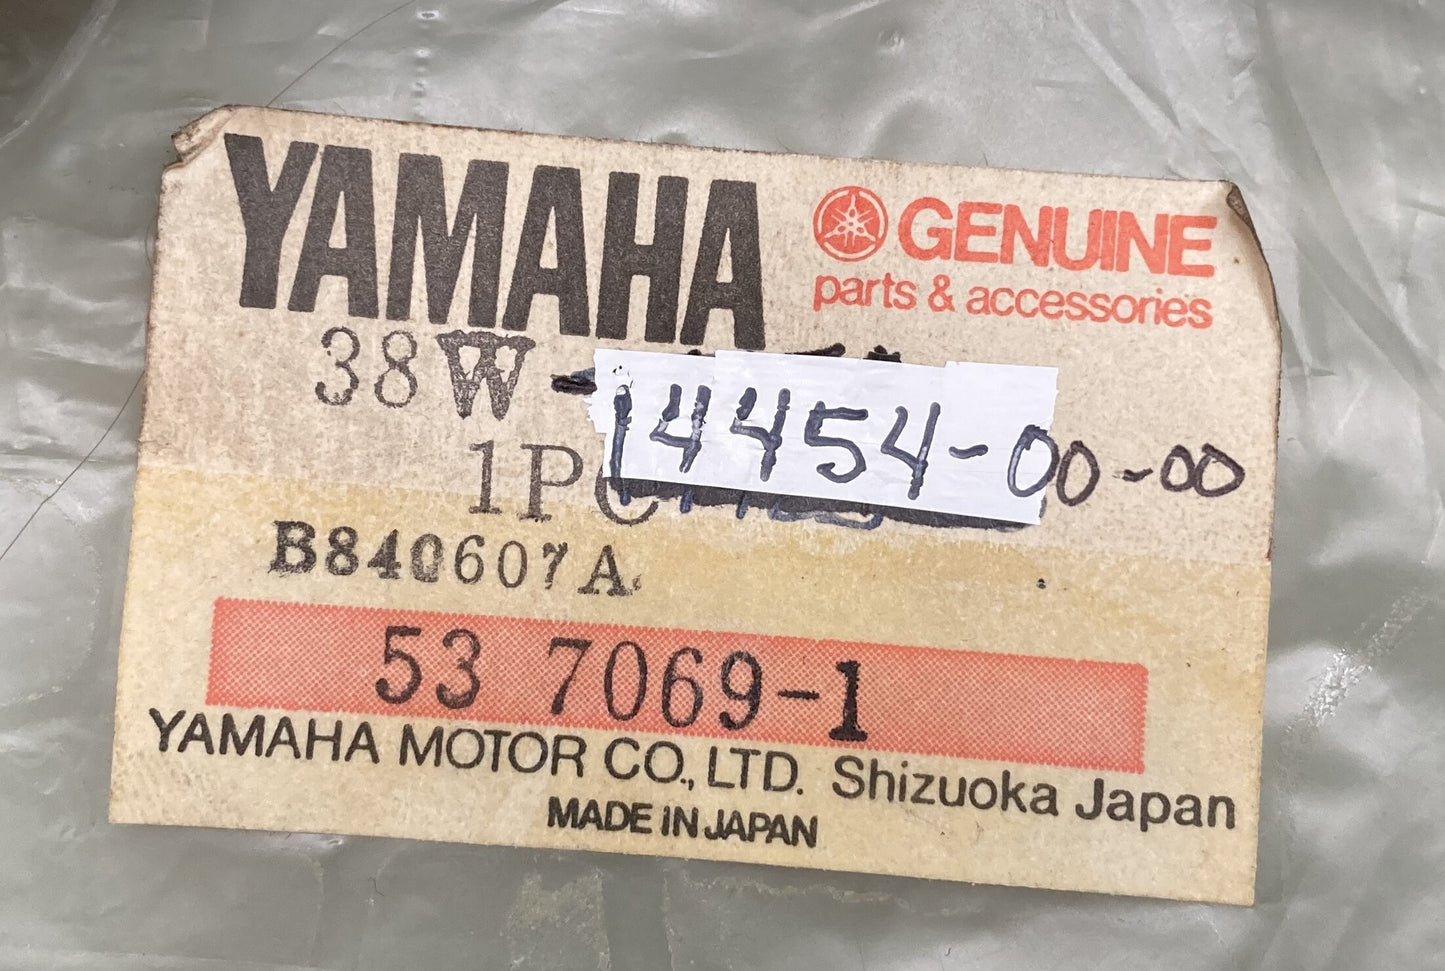 YAMAHA
GENUINE
parts & accessories
38W-14454-00-00
1PC
B840607A
53 7069-1
YAMAHA MOTOR CO., LTD. Shizuoka Japan
MADE IN JAPAN